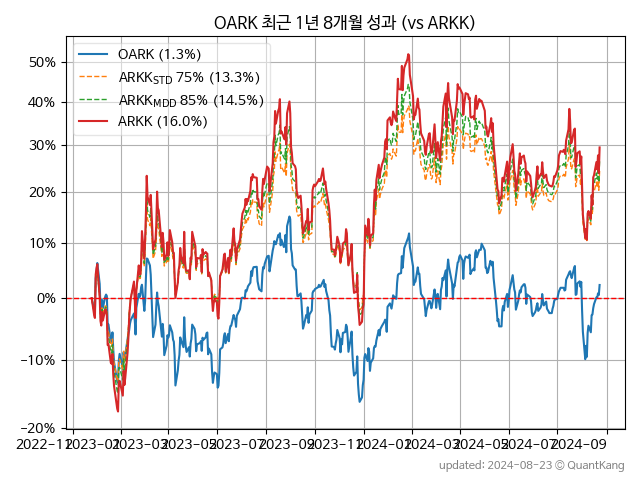 OARK 최근 1년 8개월 성과 (vs ARKK)
OARK (1.3%)
ARKKSTD 75% (13.3%)
ARKKMDD 85% (14.5%)
ARKK (16.0%)
50%
40%
30%
20%
10%
0%
−10%
−20%
2022-11 2023-01 2023-03 2023-05 2023-07 2023-09 2023-11 2024-01 2024-03 2024-05 2024-07 2024-09
updated: 2024-08-23 ⓒ QuantKang